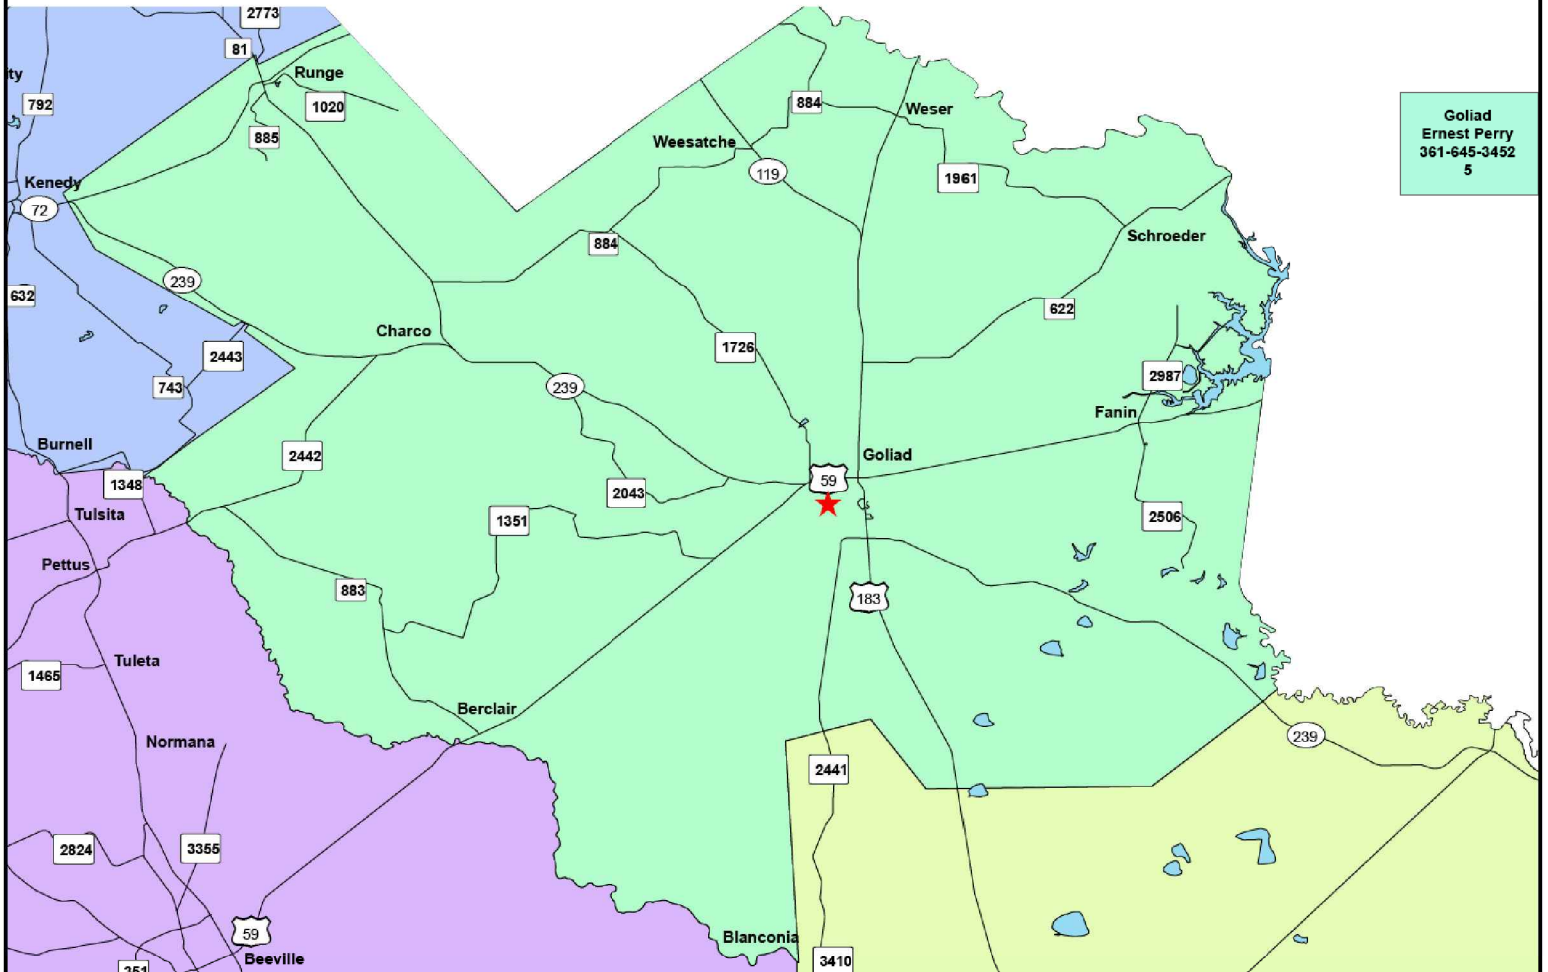 2773
81
ity
Runge
792
1020
884
Weser
Goliad
Ernest Perry
361-645-3452
5
885
Weesatche
119
1961
Kenedy
72
884
Schroeder
239
632
622
Charco
1726
2443
743
239
2987
Fanin
Burnell
2442
Goliad
59
1348
2043
Tulsita
1351
2506
Pettus
883
183
Tuleta
1465
Berclair
Normana
239
2441
2824
3355
59
Blanconia
Beeville
3410
351